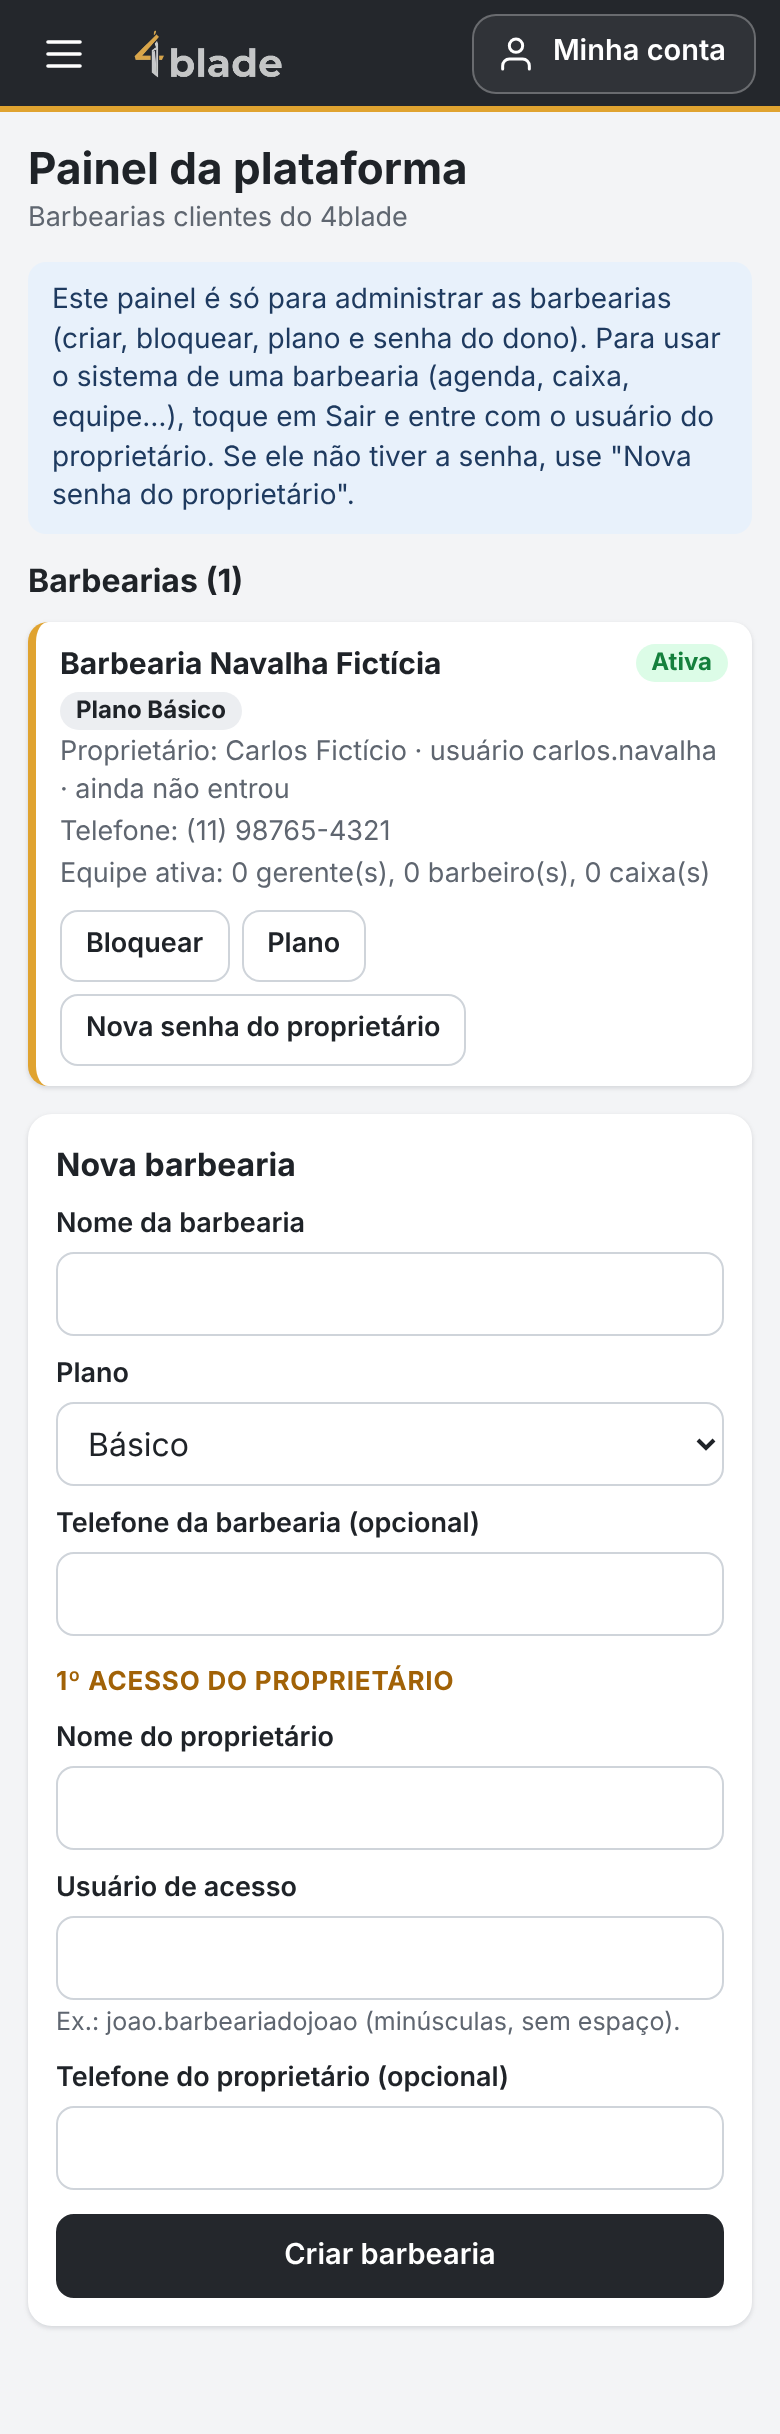 4blade
Minha conta
Painel da plataforma
Barbearias clientes do 4blade
Este painel é só para administrar as barbearias
(criar, bloquear, plano e senha do dono). Para usar
o sistema de uma barbearia (agenda, caixa,
equipe...), toque em Sair e entre com o usuário do
proprietário. Se ele não tiver a senha, use "Nova
senha do proprietário".
Barbearias (1)
Barbearia Navalha Fictícia
Ativa
Plano Básico
Proprietário: Carlos Fictício · usuário carlos.navalha
· ainda não entrou
Telefone: (11) 98765-4321
Equipe ativa: 0 gerente(s), 0 barbeiro(s), 0 caixa(s)
Bloquear
Plano
Nova senha do proprietário
Nova barbearia
Nome da barbearia
Plano
Básico
Telefone da barbearia (opcional)
1º ACESSO DO PROPRIETÁRIO
Nome do proprietário
Usuário de acesso
Ex.: joao.barbeariadojoao (minúsculas, sem espaço).
Telefone do proprietário (opcional)
Criar barbearia